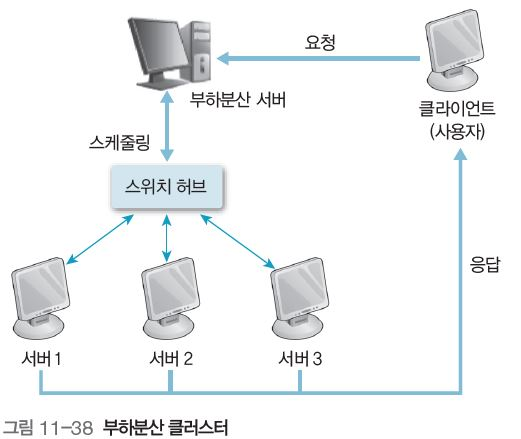 요청
부하분산 서버
클라이언트
(사용자)
스케줄링
스위치 허브
응답
서버 1
서버 2
서버 3
그림 11-38 부하분산 클러스터